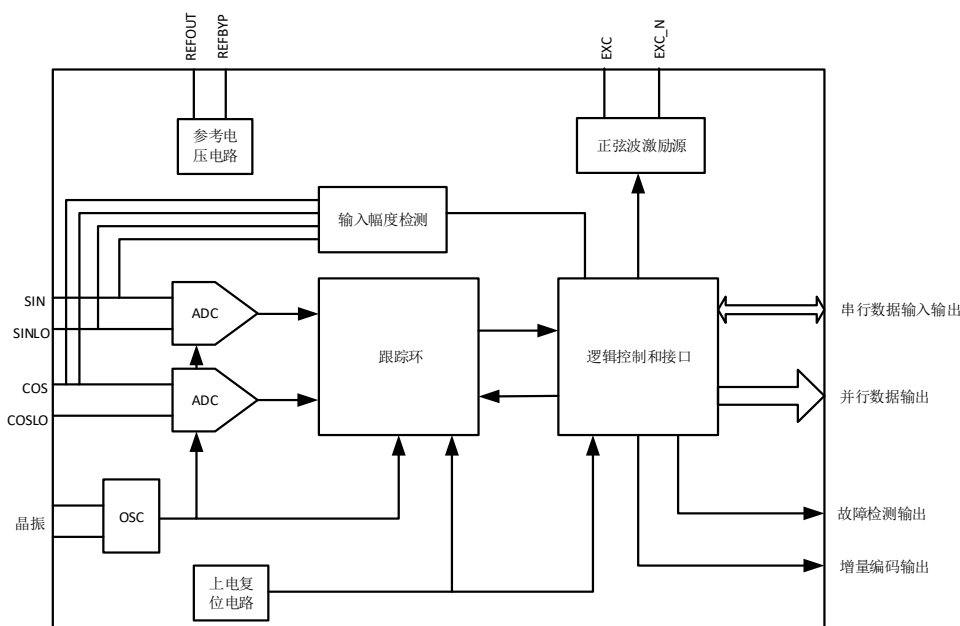 REFOUT
REFBYP
EXC
EXC_N
参考电
压电路
正弦波激励源
输入幅度检测
SIN
ADC
SINLO
跟踪环
逻辑控制和接口
串行数据输入输出
COS
ADC
COSLO
并行数据输出
晶振
OSC
故障检测输出
增量编码输出
上电复
位电路